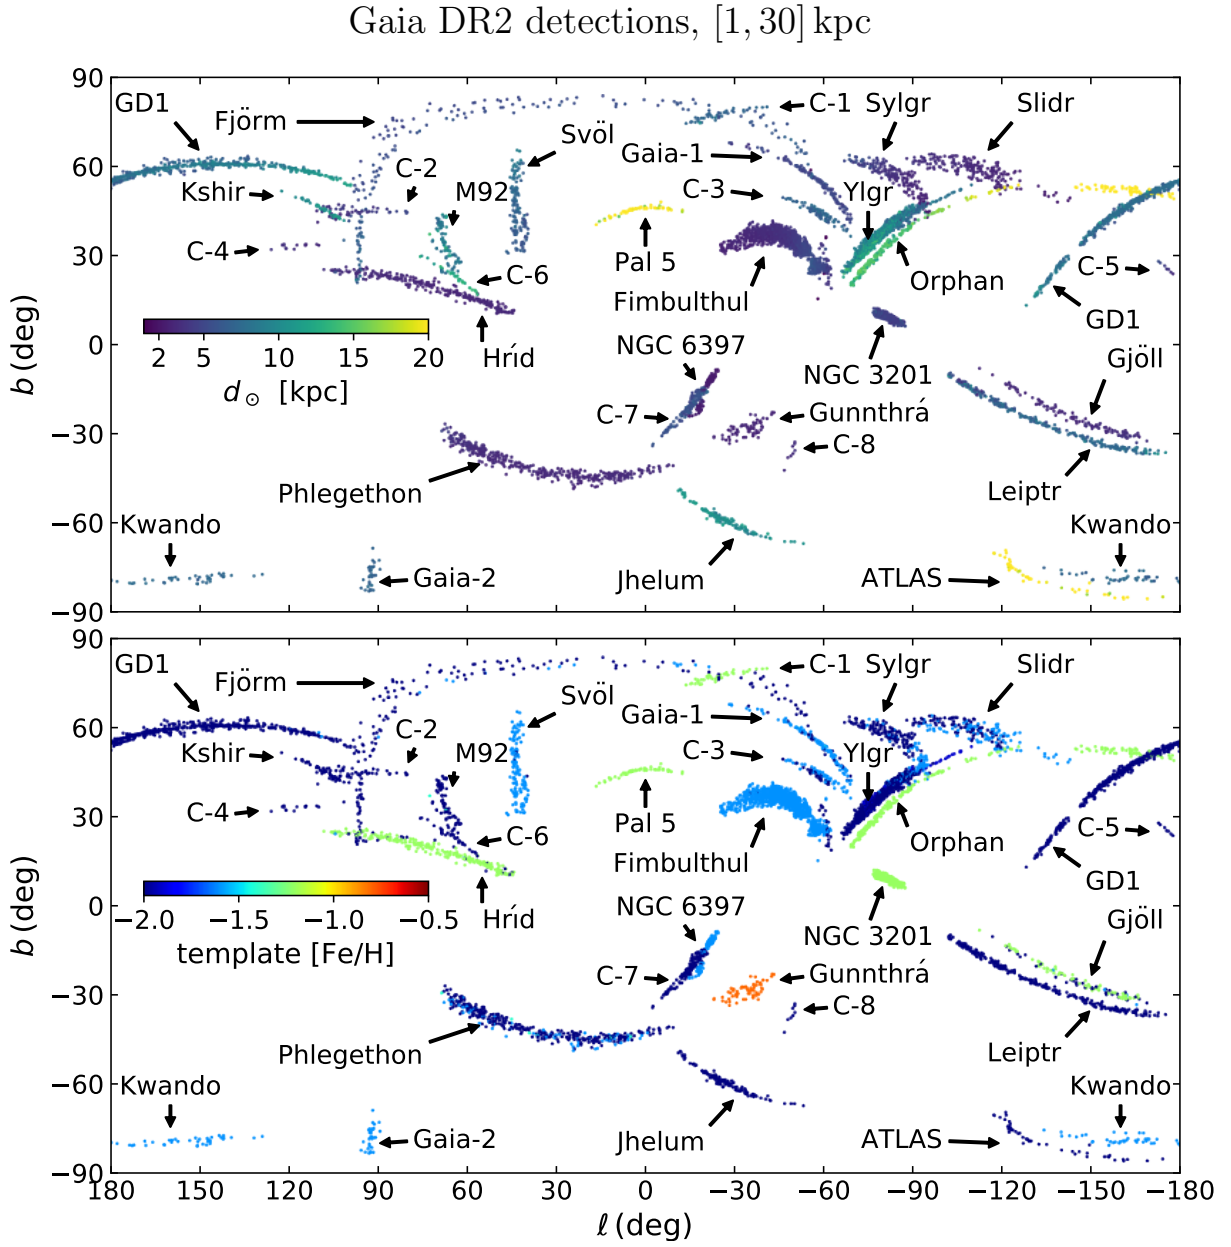 Gaia DR2 detections, [1, 30] kpc
90
GD1
Fjörm
C-1
Sylgr
Slidr
Svöl
Gaia-1
60
C-2
Kshir
M92
C-3
Ylgr
30
C-4
C-6
Pal 5
Orphan
C-5
Fimbulthul
GD1
b (deg)
0
2 5 10 15 20
Hríd
NGC 6397
NGC 3201
Gjöll
d⊙ [kpc]
−30
C-7
Gunnthrá
C-8
Phlegethon
Leiptr
−60
Kwando
Kwando
Gaia-2
Jhelum
ATLAS
−90
90
GD1
Fjörm
C-1
Sylgr
Slidr
Svöl
Gaia-1
60
C-2
Kshir
M92
C-3
Ylgr
30
C-4
C-6
Pal 5
Orphan
C-5
Fimbulthul
GD1
b (deg)
0
−2.0 −1.5 −1.0 −0.5
Hríd
NGC 6397
NGC 3201
Gjöll
template [Fe/H]
−30
C-7
Gunnthrá
C-8
Phlegethon
Leiptr
−60
Kwando
Kwando
Gaia-2
Jhelum
ATLAS
−90
180 150 120 90 60 30 0 −30 −60 −90 −120 −150 −180
ℓ (deg)